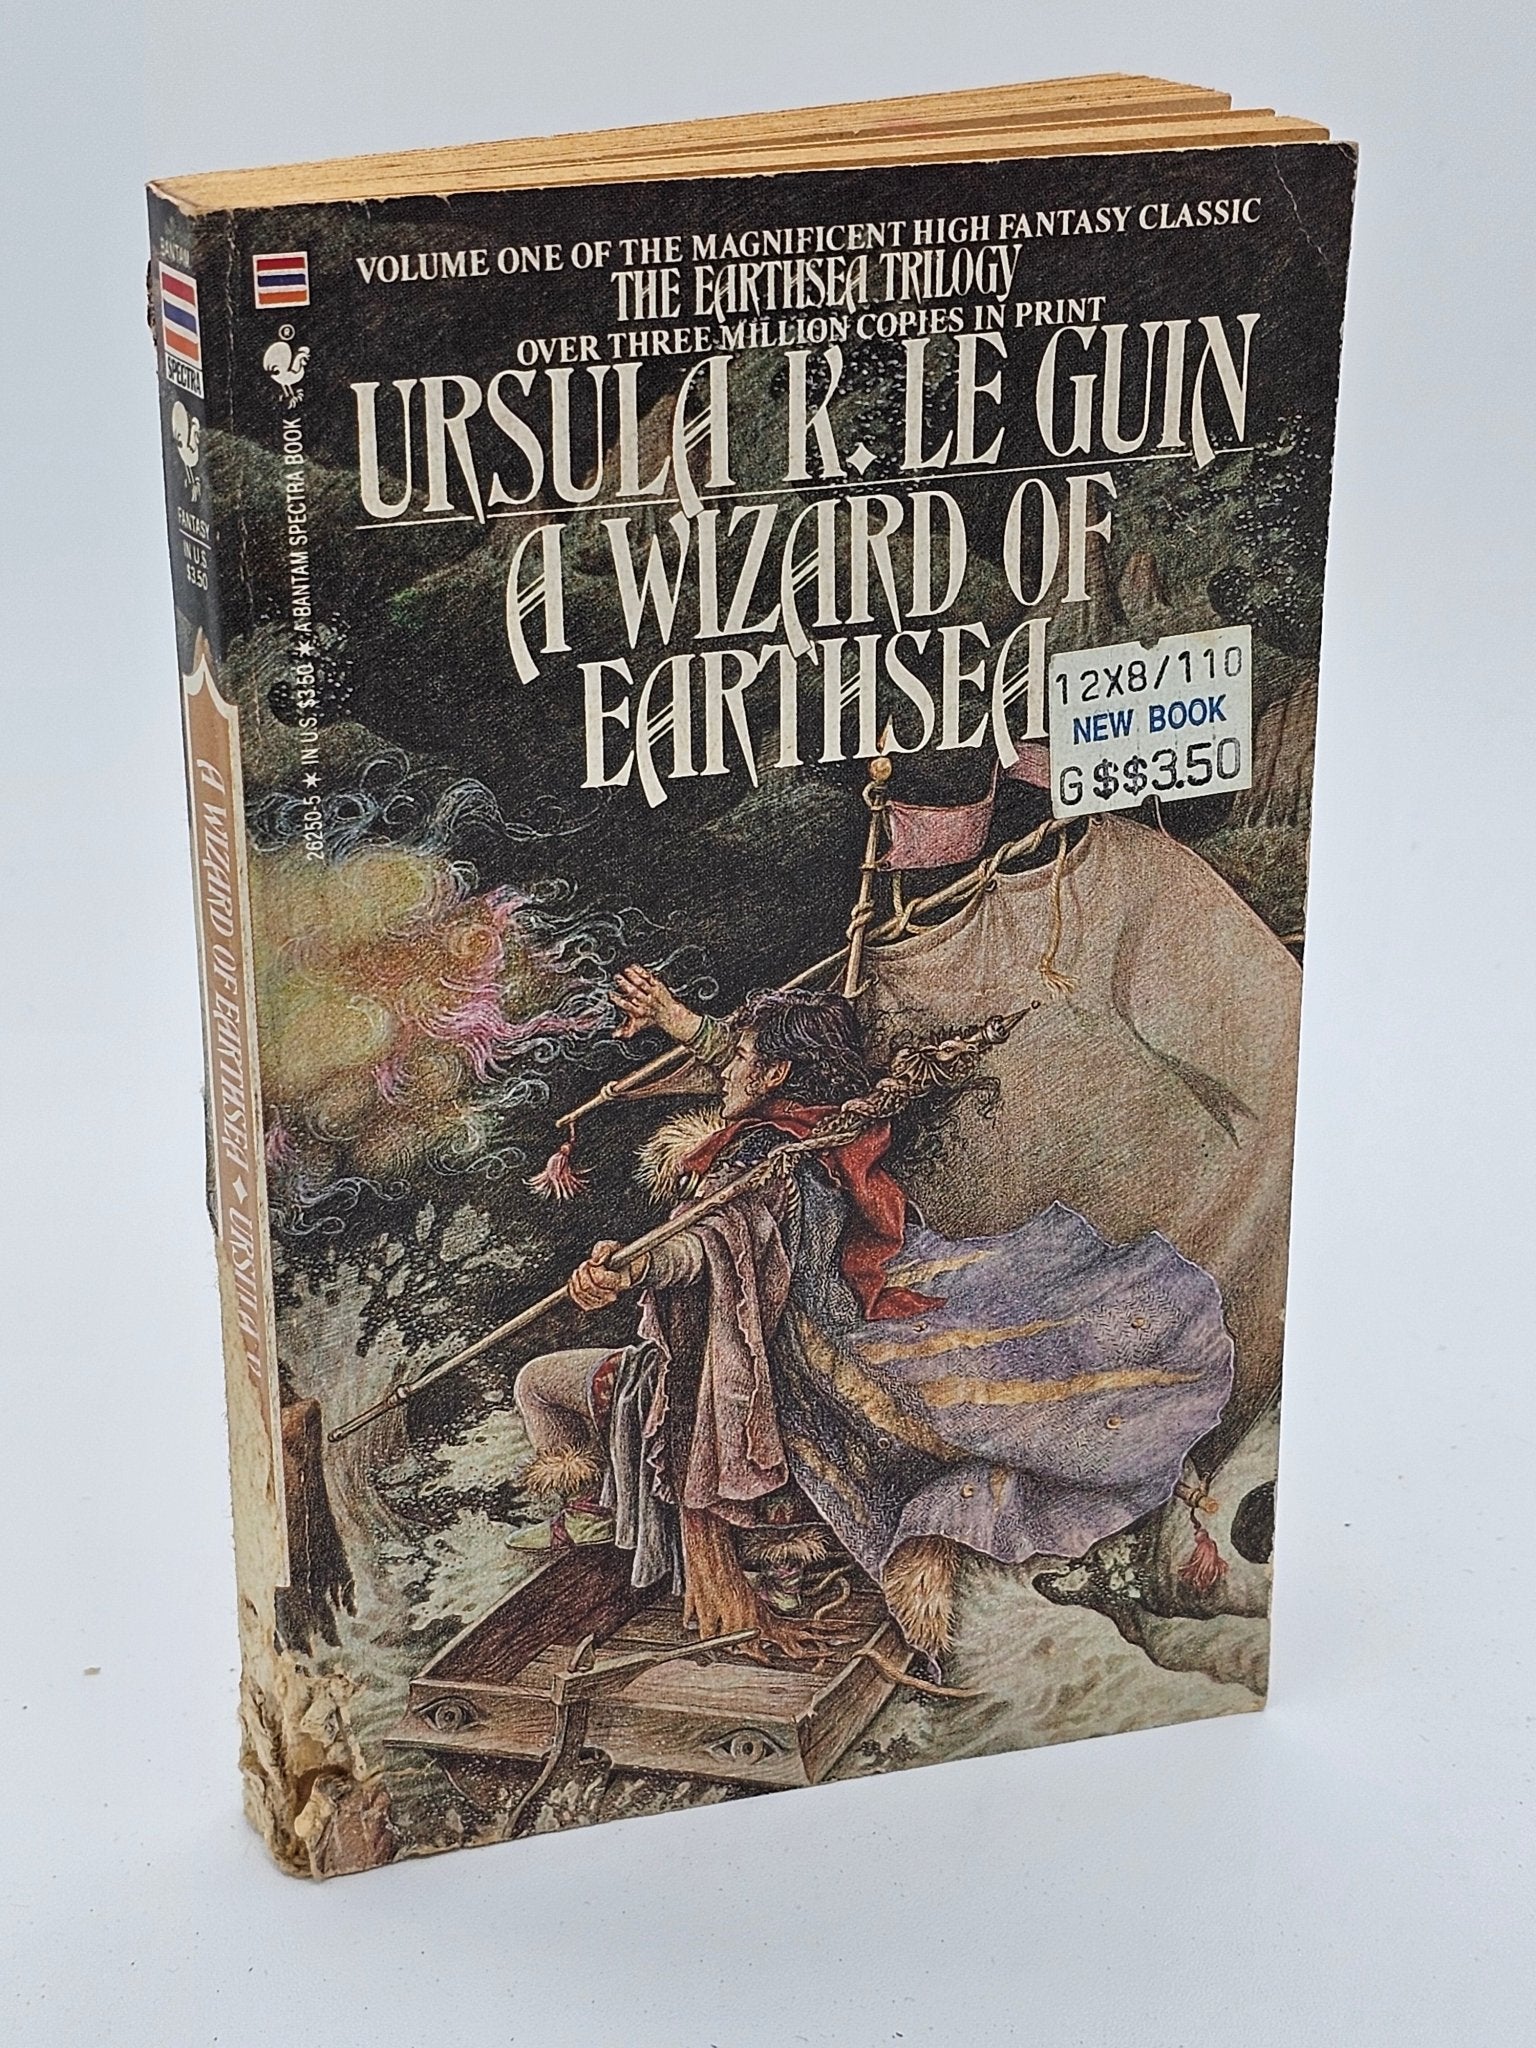 VOLUME ONE OF THE MAGNIFICENT HIGH FANTASY CLASSIC
THE EARTHSEA TRILOGY
OVER THREE MILLION COPIES IN PRINT
URSULA K. LE GUIN
A WIZARD OF
EARTHSEA
12X8/110
NEW BOOK
G $$3.50
®
26250-5 ★ IN U.S. $3.50 ★ A BANTAM SPECTRA BOOK
BANTAM
SPECTRA
FANTASY
IN U.S.
$3.50
A WIZARD OF EARTHSEA ✦ URSULA K